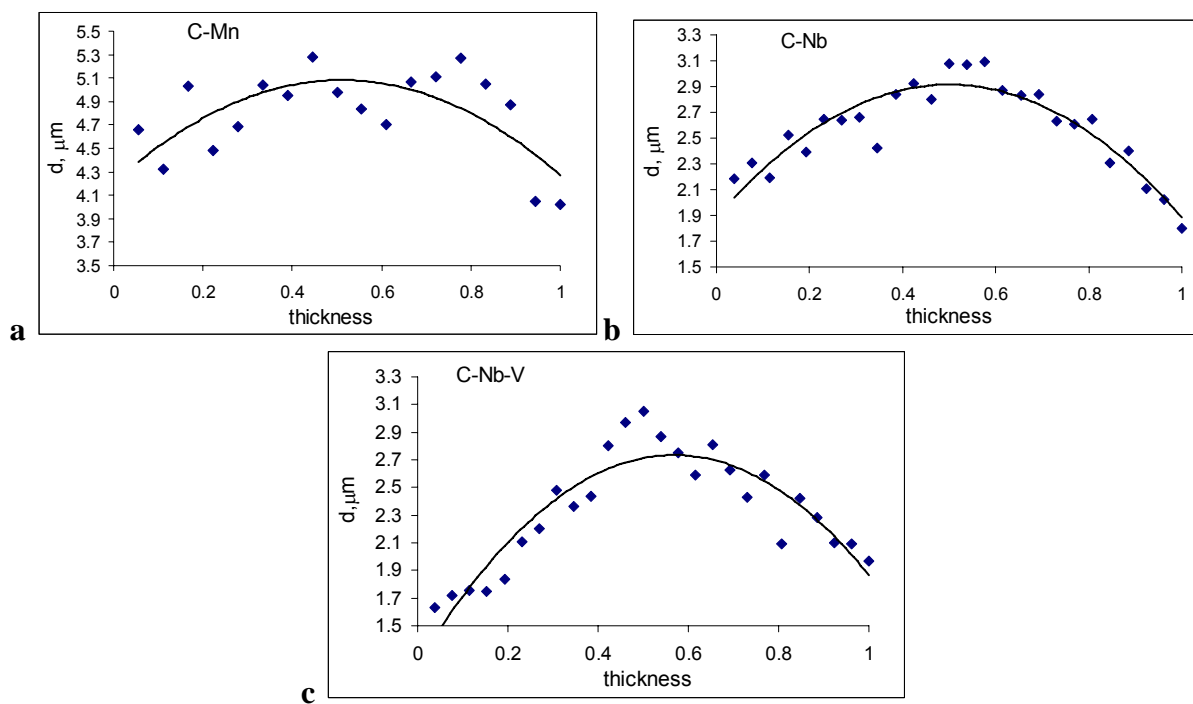 C-Mn
d, μm
5.5
5.3
5.1
4.9
4.7
4.5
4.3
4.1
3.9
3.7
3.5
0 0.2 0.4 0.6 0.8 1
thickness
a
C-Nb
d, μm
3.3
3.1
2.9
2.7
2.5
2.3
2.1
1.9
1.7
1.5
0 0.2 0.4 0.6 0.8 1
thickness
b
C-Nb-V
d,μm
3.3
3.1
2.9
2.7
2.5
2.3
2.1
1.9
1.7
1.5
0 0.2 0.4 0.6 0.8 1
thickness
c